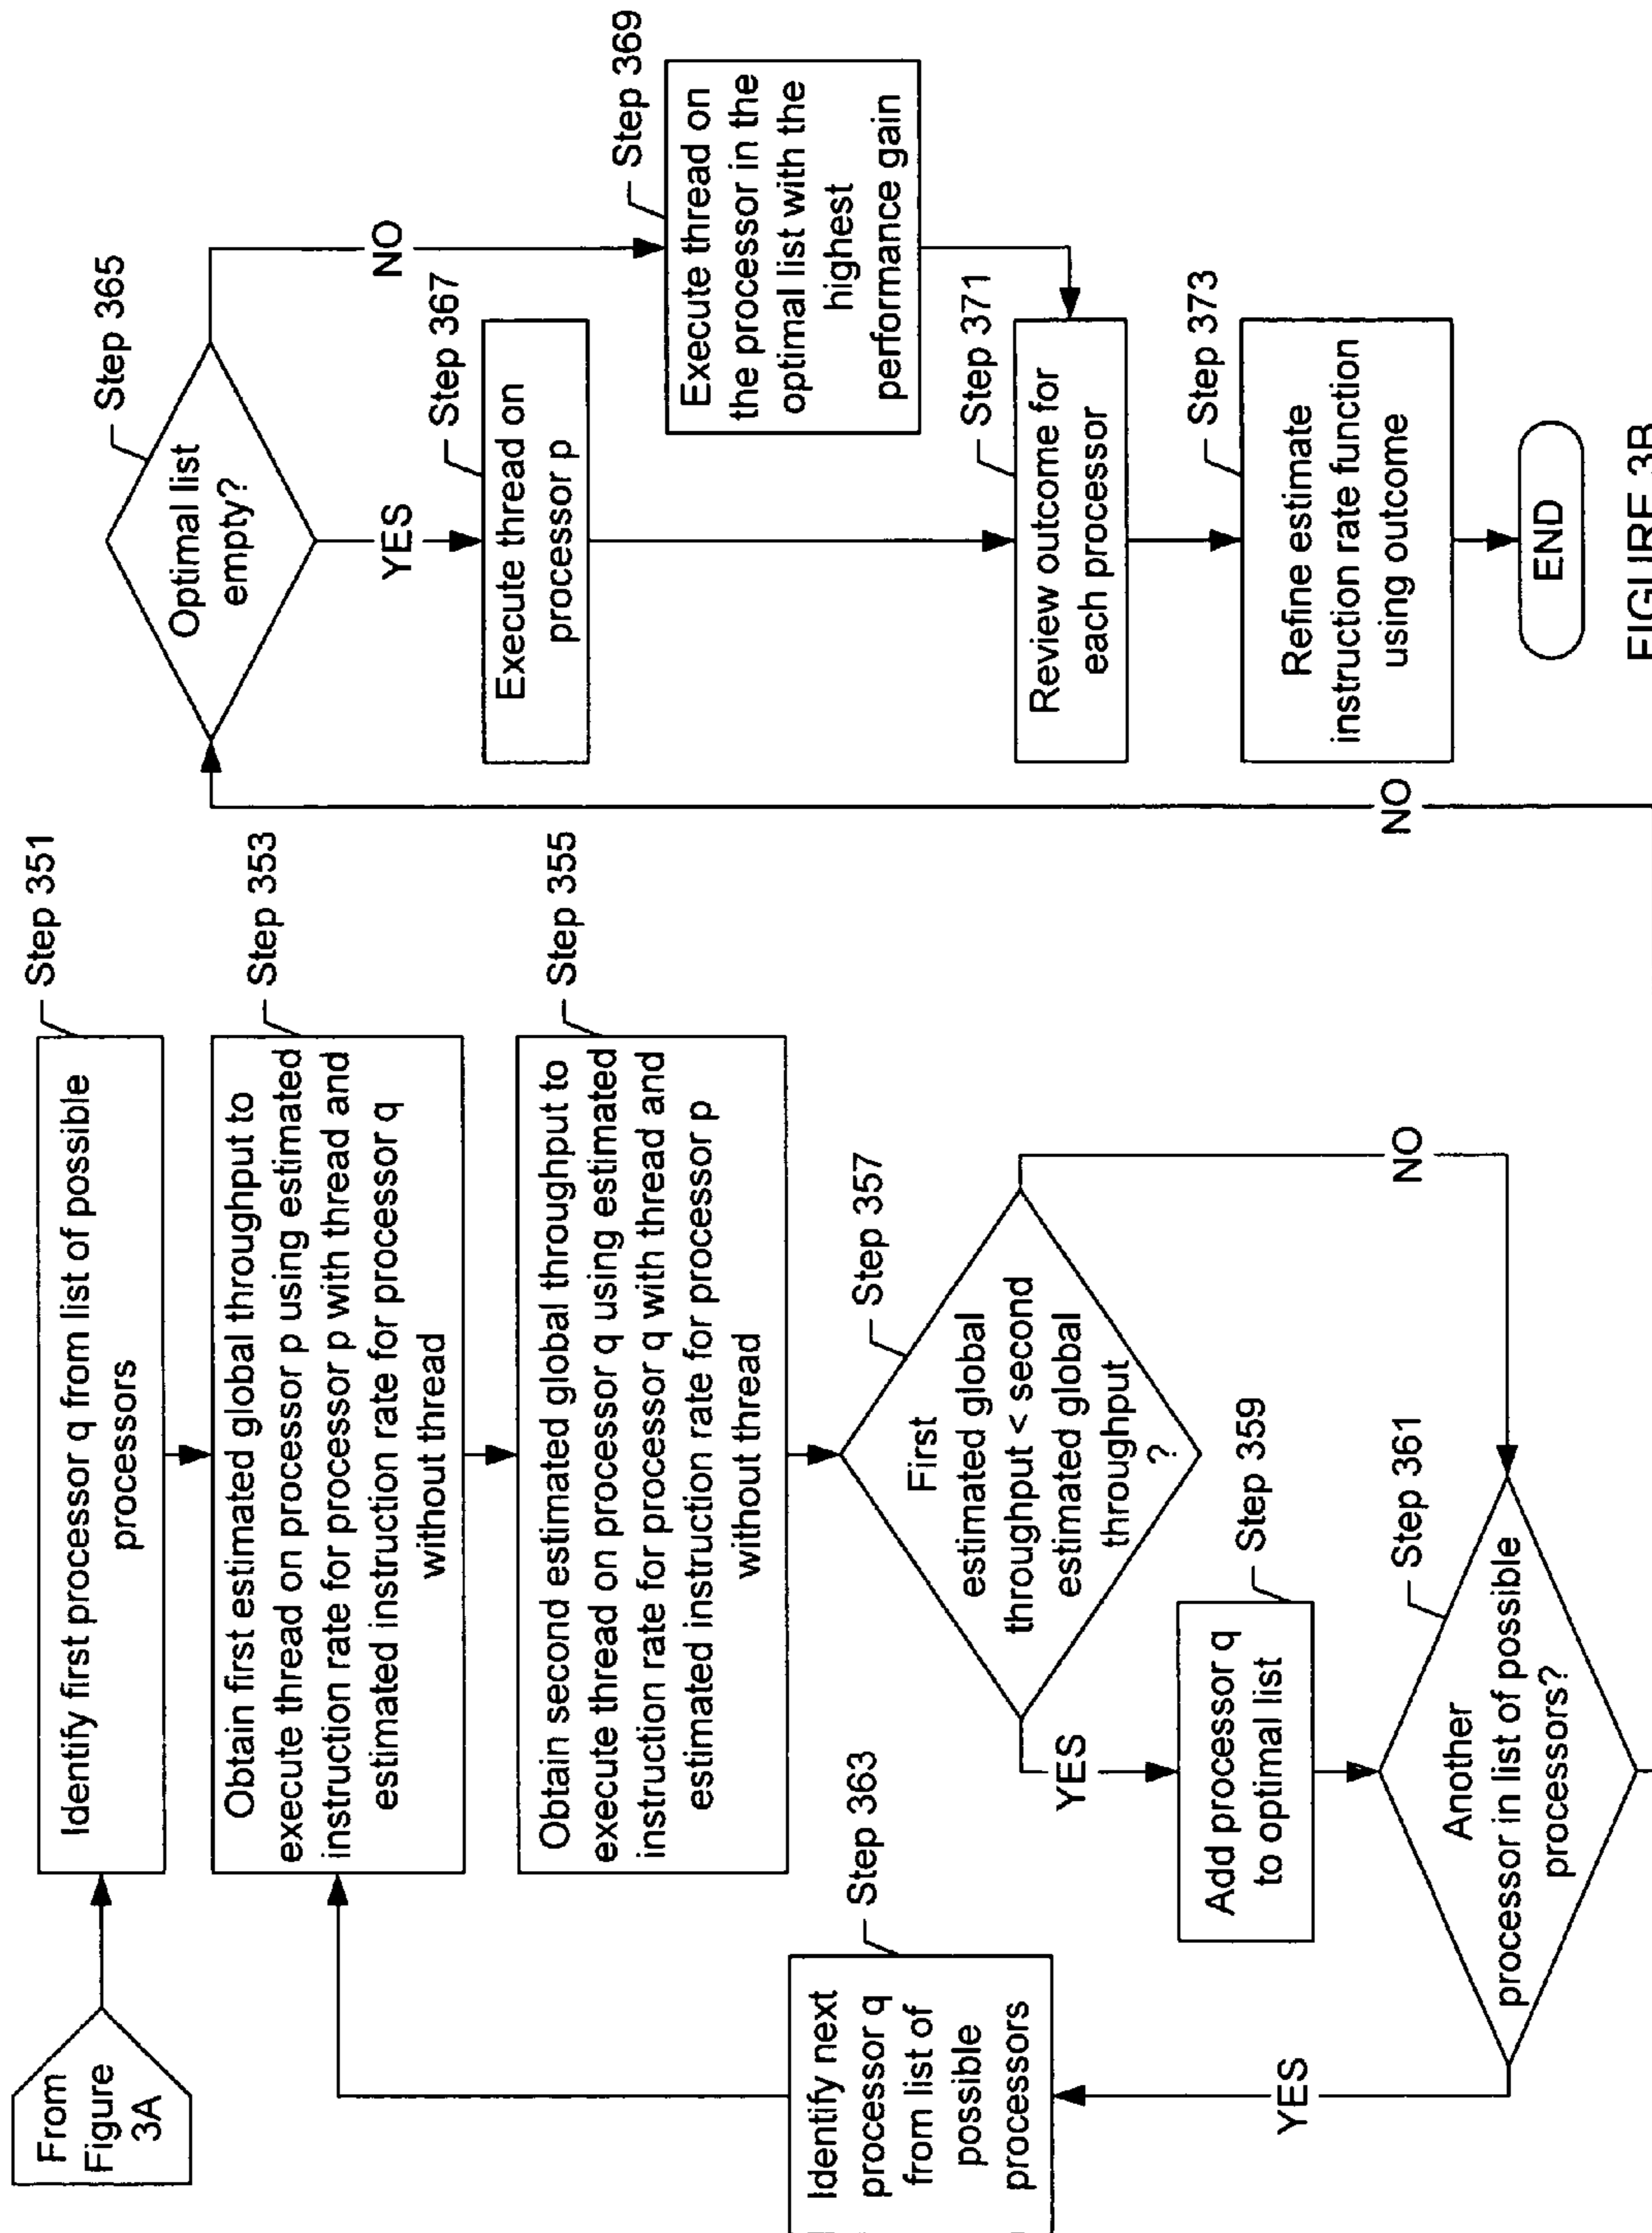 From
Figure
3A
Step 351
Identify first processor q from list of possible
processors
Step 353
Obtain first estimated global throughput to
execute thread on processor p using estimated
instruction rate for processor p with thread and
estimated instruction rate for processor q
without thread
Step 355
Obtain second estimated global throughput to
execute thread on processor q using estimated
instruction rate for processor q with thread and
estimated instruction rate for processor p
without thread
Step 357
First
estimated global
throughput < second
estimated global
throughput
?
YES
NO
Step 359
Add processor q
to optimal list
Step 361
Another
processor in list of possible
processors?
YES
NO
Step 363
Identify next
processor q
from list of
possible
processors
Step 365
Optimal list
empty?
YES
NO
Step 367
Execute thread on
processor p
Step 369
Execute thread on
the processor in the
optimal list with the
highest
performance gain
Step 371
Review outcome for
each processor
Step 373
Refine estimate
instruction rate function
using outcome
END
FIGURE 3B